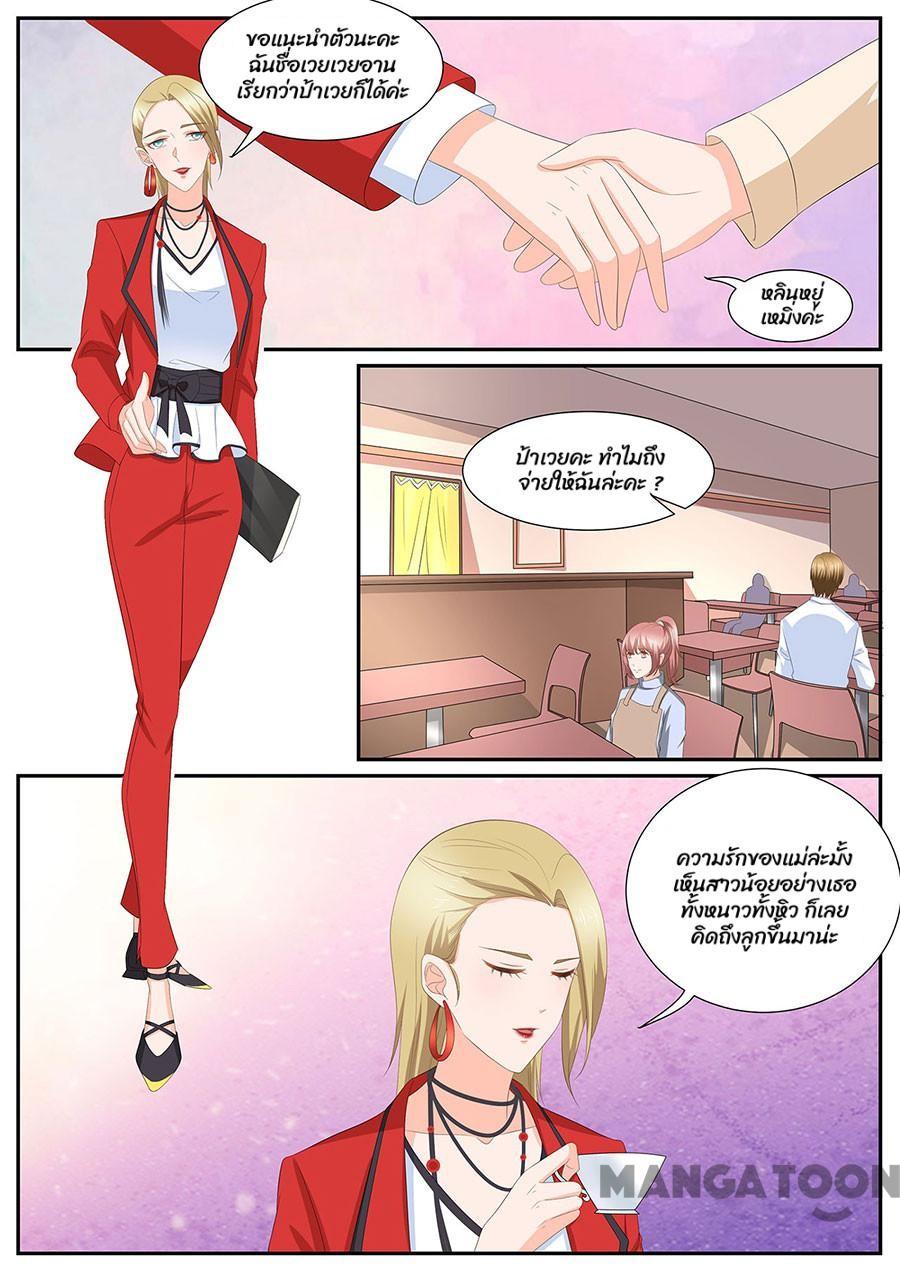 ขอแนะนำตัวนะคะ
ฉันชื่อเวยเวยอาน
เรียกว่าป้าเวยก็ได้ค่ะ
หลินหยู่
เหมิงค่ะ
ป้าเวยคะ ทำไมถึง
จ่ายให้ฉันล่ะคะ ?
ความรักของแม่ล่ะมั้ง
เห็นสาวน้อยอย่างเธอ
ทั้งหนาวทั้งหิว ก็เลย
คิดถึงลูกขึ้นมาน่ะ
MANGATOON